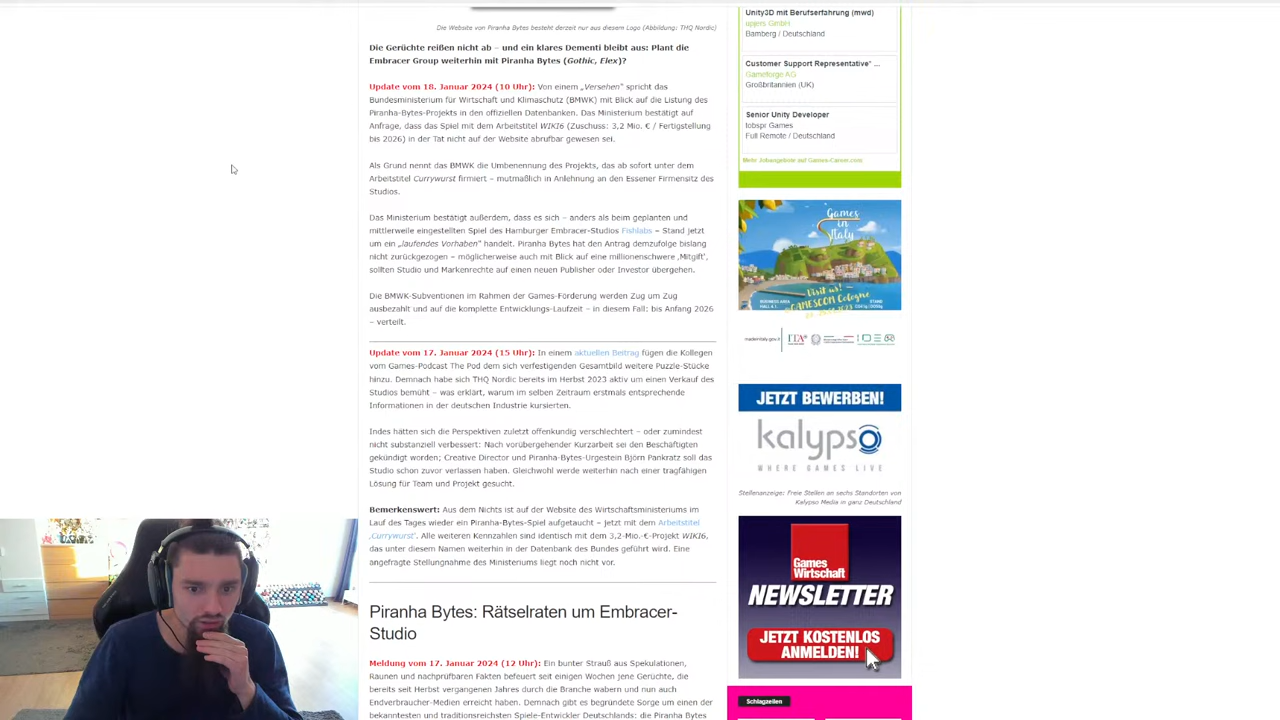 Die Website von Piranha Bytes besteht derzeit nur aus diesem Logo (Abbildung: THQ Nordic)
Die Gerüchte reißen nicht ab – und ein klares Dementi bleibt aus: Plant die
Embracer Group weiterhin mit Piranha Bytes (Gothic, Elex)?
Update vom 18. Januar 2024 (10 Uhr): Von einem „Versehen" spricht das
Bundesministerium für Wirtschaft und Klimaschutz (BMWK) mit Blick auf die Listung des
Piranha-Bytes-Projekts in den offiziellen Datenbanken. Das Ministerium bestätigt auf
Anfrage, dass das Spiel mit dem Arbeitstitel WIKI6 (Zuschuss: 3,2 Mio. € / Fertigstellung
bis 2026) in der Tat nicht auf der Website abrufbar gewesen sei.
Als Grund nennt das BMWK die Umbenennung des Projekts, das ab sofort unter dem
Arbeitstitel Currywurst firmiert – mutmaßlich in Anlehnung an den Essener Firmensitz des
Studios.
Das Ministerium bestätigt außerdem, dass es sich – anders als beim geplanten und
mittlerweile eingestellten Spiel des Hamburger Embracer-Studios Fishlabs – Stand jetzt
um ein „laufendes Vorhaben" handelt. Piranha Bytes hat den Antrag demzufolge bislang
nicht zurückgezogen – möglicherweise auch mit Blick auf eine millionenschwere ‚Mitgift',
sollten Studio und Markenrechte auf einen neuen Publisher oder Investor übergehen.
Die BMWK-Subventionen im Rahmen der Games-Förderung werden Zug um Zug
ausbezahlt und auf die komplette Entwicklungs-Laufzeit – in diesem Fall: bis Anfang 2026
– verteilt.
Update vom 17. Januar 2024 (15 Uhr): In einem aktuellen Beitrag fügen die Kollegen
vom Games-Podcast The Pod dem sich verfestigenden Gesamtbild weitere Puzzle-Stücke
hinzu. Demnach habe sich THQ Nordic bereits im Herbst 2023 aktiv um einen Verkauf des
Studios bemüht – was erklärt, warum im selben Zeitraum erstmals entsprechende
Informationen in der deutschen Industrie kursierten.
Indes hätten sich die Perspektiven zuletzt offenkundig verschlechtert – oder zumindest
nicht substanziell verbessert: Nach vorübergehender Kurzarbeit sei den Beschäftigten
gekündigt worden; Creative Director und Piranha-Bytes-Urgestein Björn Pankratz soll das
Studio schon zuvor verlassen haben. Gleichwohl werde weiterhin nach einer tragfähigen
Lösung für Team und Projekt gesucht.
Bemerkenswert: Aus dem Nichts ist auf der Website des Wirtschaftsministeriums im
Lauf des Tages wieder ein Piranha-Bytes-Spiel aufgetaucht – jetzt mit dem Arbeitstitel
‚Currywurst'. Alle weiteren Kennzahlen sind identisch mit dem 3,2-Mio.-€-Projekt WIKI6,
das unter diesem Namen weiterhin in der Datenbank des Bundes geführt wird. Eine
angefragte Stellungnahme des Ministeriums liegt noch nicht vor.
Piranha Bytes: Rätselraten um Embracer-
Studio
Meldung vom 17. Januar 2024 (12 Uhr): Ein bunter Strauß aus Spekulationen,
Raunen und nachprüfbaren Fakten befeuert seit einigen Wochen jene Gerüchte, die
bereits seit Herbst vergangenen Jahres durch die Branche wabern und nun auch
Endverbraucher-Medien erreicht haben. Demnach gibt es begründete Sorge um einen der
bekanntesten und traditionsreichsten Spiele-Entwickler Deutschlands: die Piranha Bytes
Unity3D mit Berufserfahrung (mwd)
upjers GmbH
Bamberg / Deutschland
Customer Support Representative* ...
Gameforge AG
Großbritannien (UK)
Senior Unity Developer
lobspr Games
Full Remote / Deutschland
Mehr Jobangebote auf Games-Career.com
Games
in
Italy
Visit us!
@GAMESCOM Cologne
BUSINESS AREA
STAND
madeinitaly.gov.it
ITA
JETZT BEWERBEN!
kalypso
WHERE GAMES LIVE
Stellenanzeige: Freie Stellen an sechs Standorten von
Kalypso Media in ganz Deutschland
Games
Wirtschaft
NEWSLETTER
JETZT KOSTENLOS
ANMELDEN!
Schlagzeilen